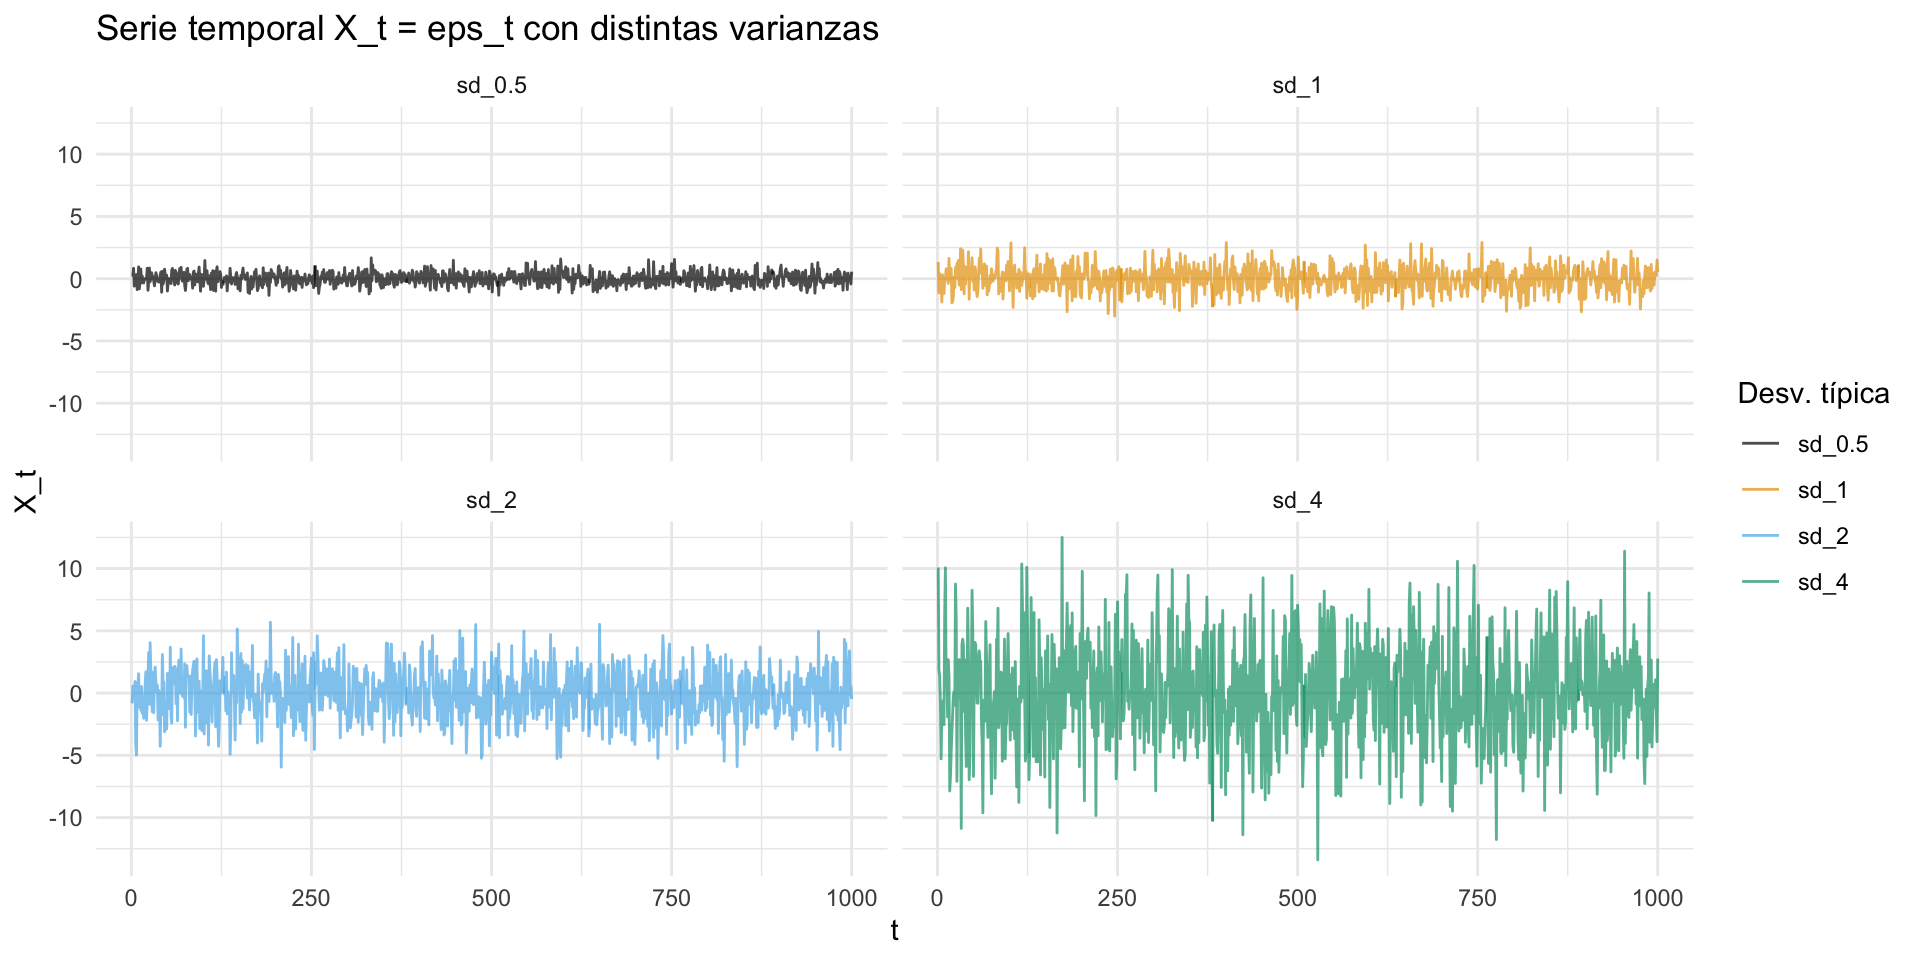 Serie temporal X_t = eps_t con distintas varianzas
sd_0.5
sd_1
10
5
0
-5
-10
sd_2
sd_4
10
5
0
-5
-10
0 250 500 750 1000
0 250 500 750 1000
X_t
t
Desv. típica
sd_0.5
sd_1
sd_2
sd_4